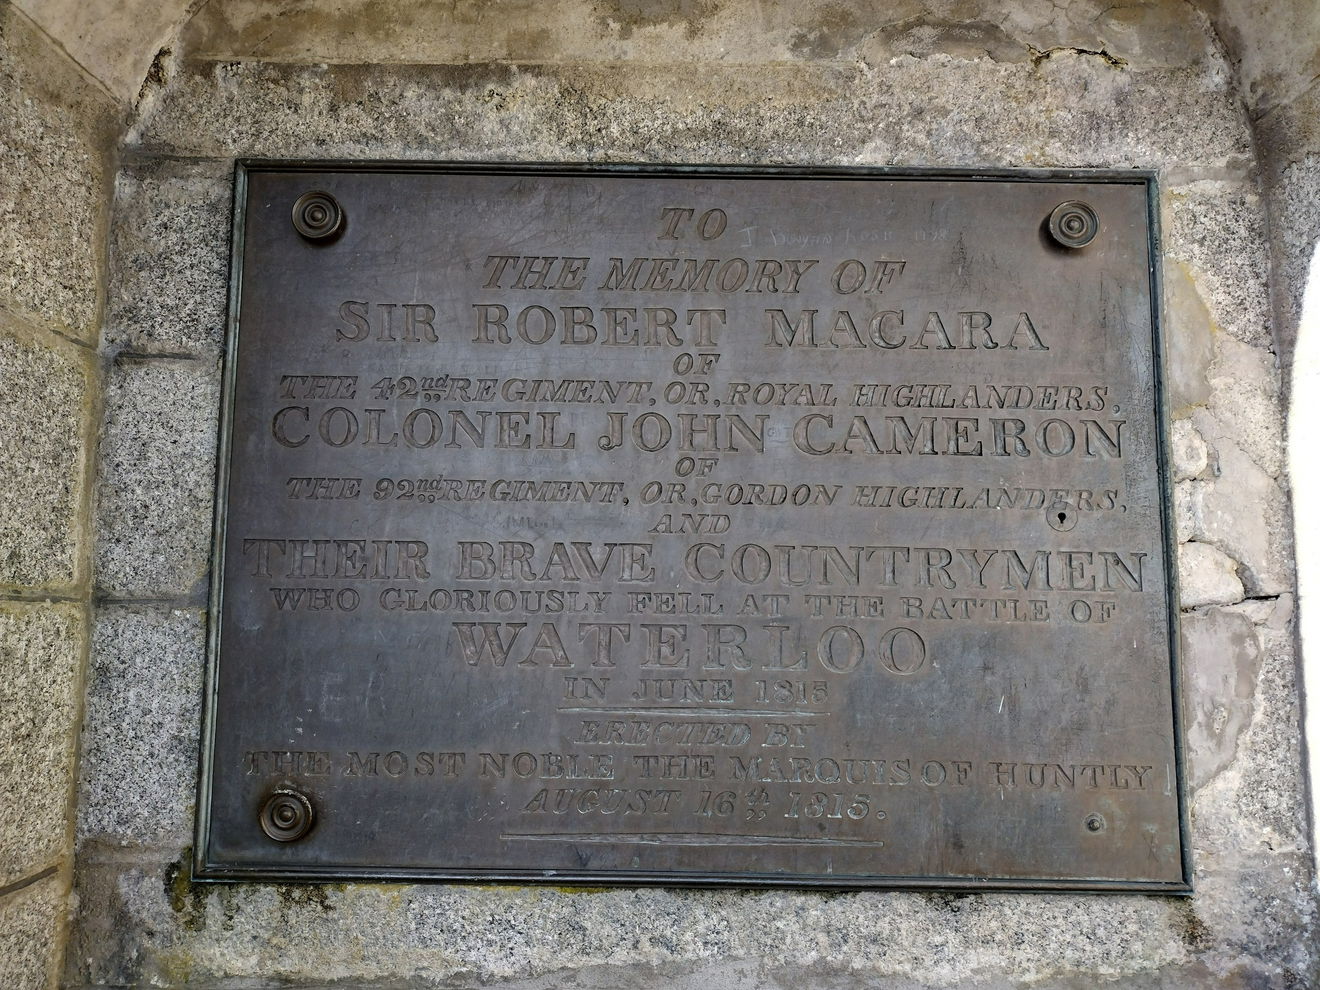 TO
THE MEMORY OF
SIR ROBERT MACARA
OF
THE 42nd REGIMENT, OR, ROYAL HIGHLANDERS,
COLONEL JOHN CAMERON
OF
THE 92nd REGIMENT, OR, GORDON HIGHLANDERS.
AND
THEIR BRAVE COUNTRYMEN
WHO GLORIOUSLY FELL AT THE BATTLE OF
WATERLOO
IN JUNE 1815
ERECTED BY
THE MOST NOBLE THE MARQUIS OF HUNTLY
AUGUST 16th 1815.